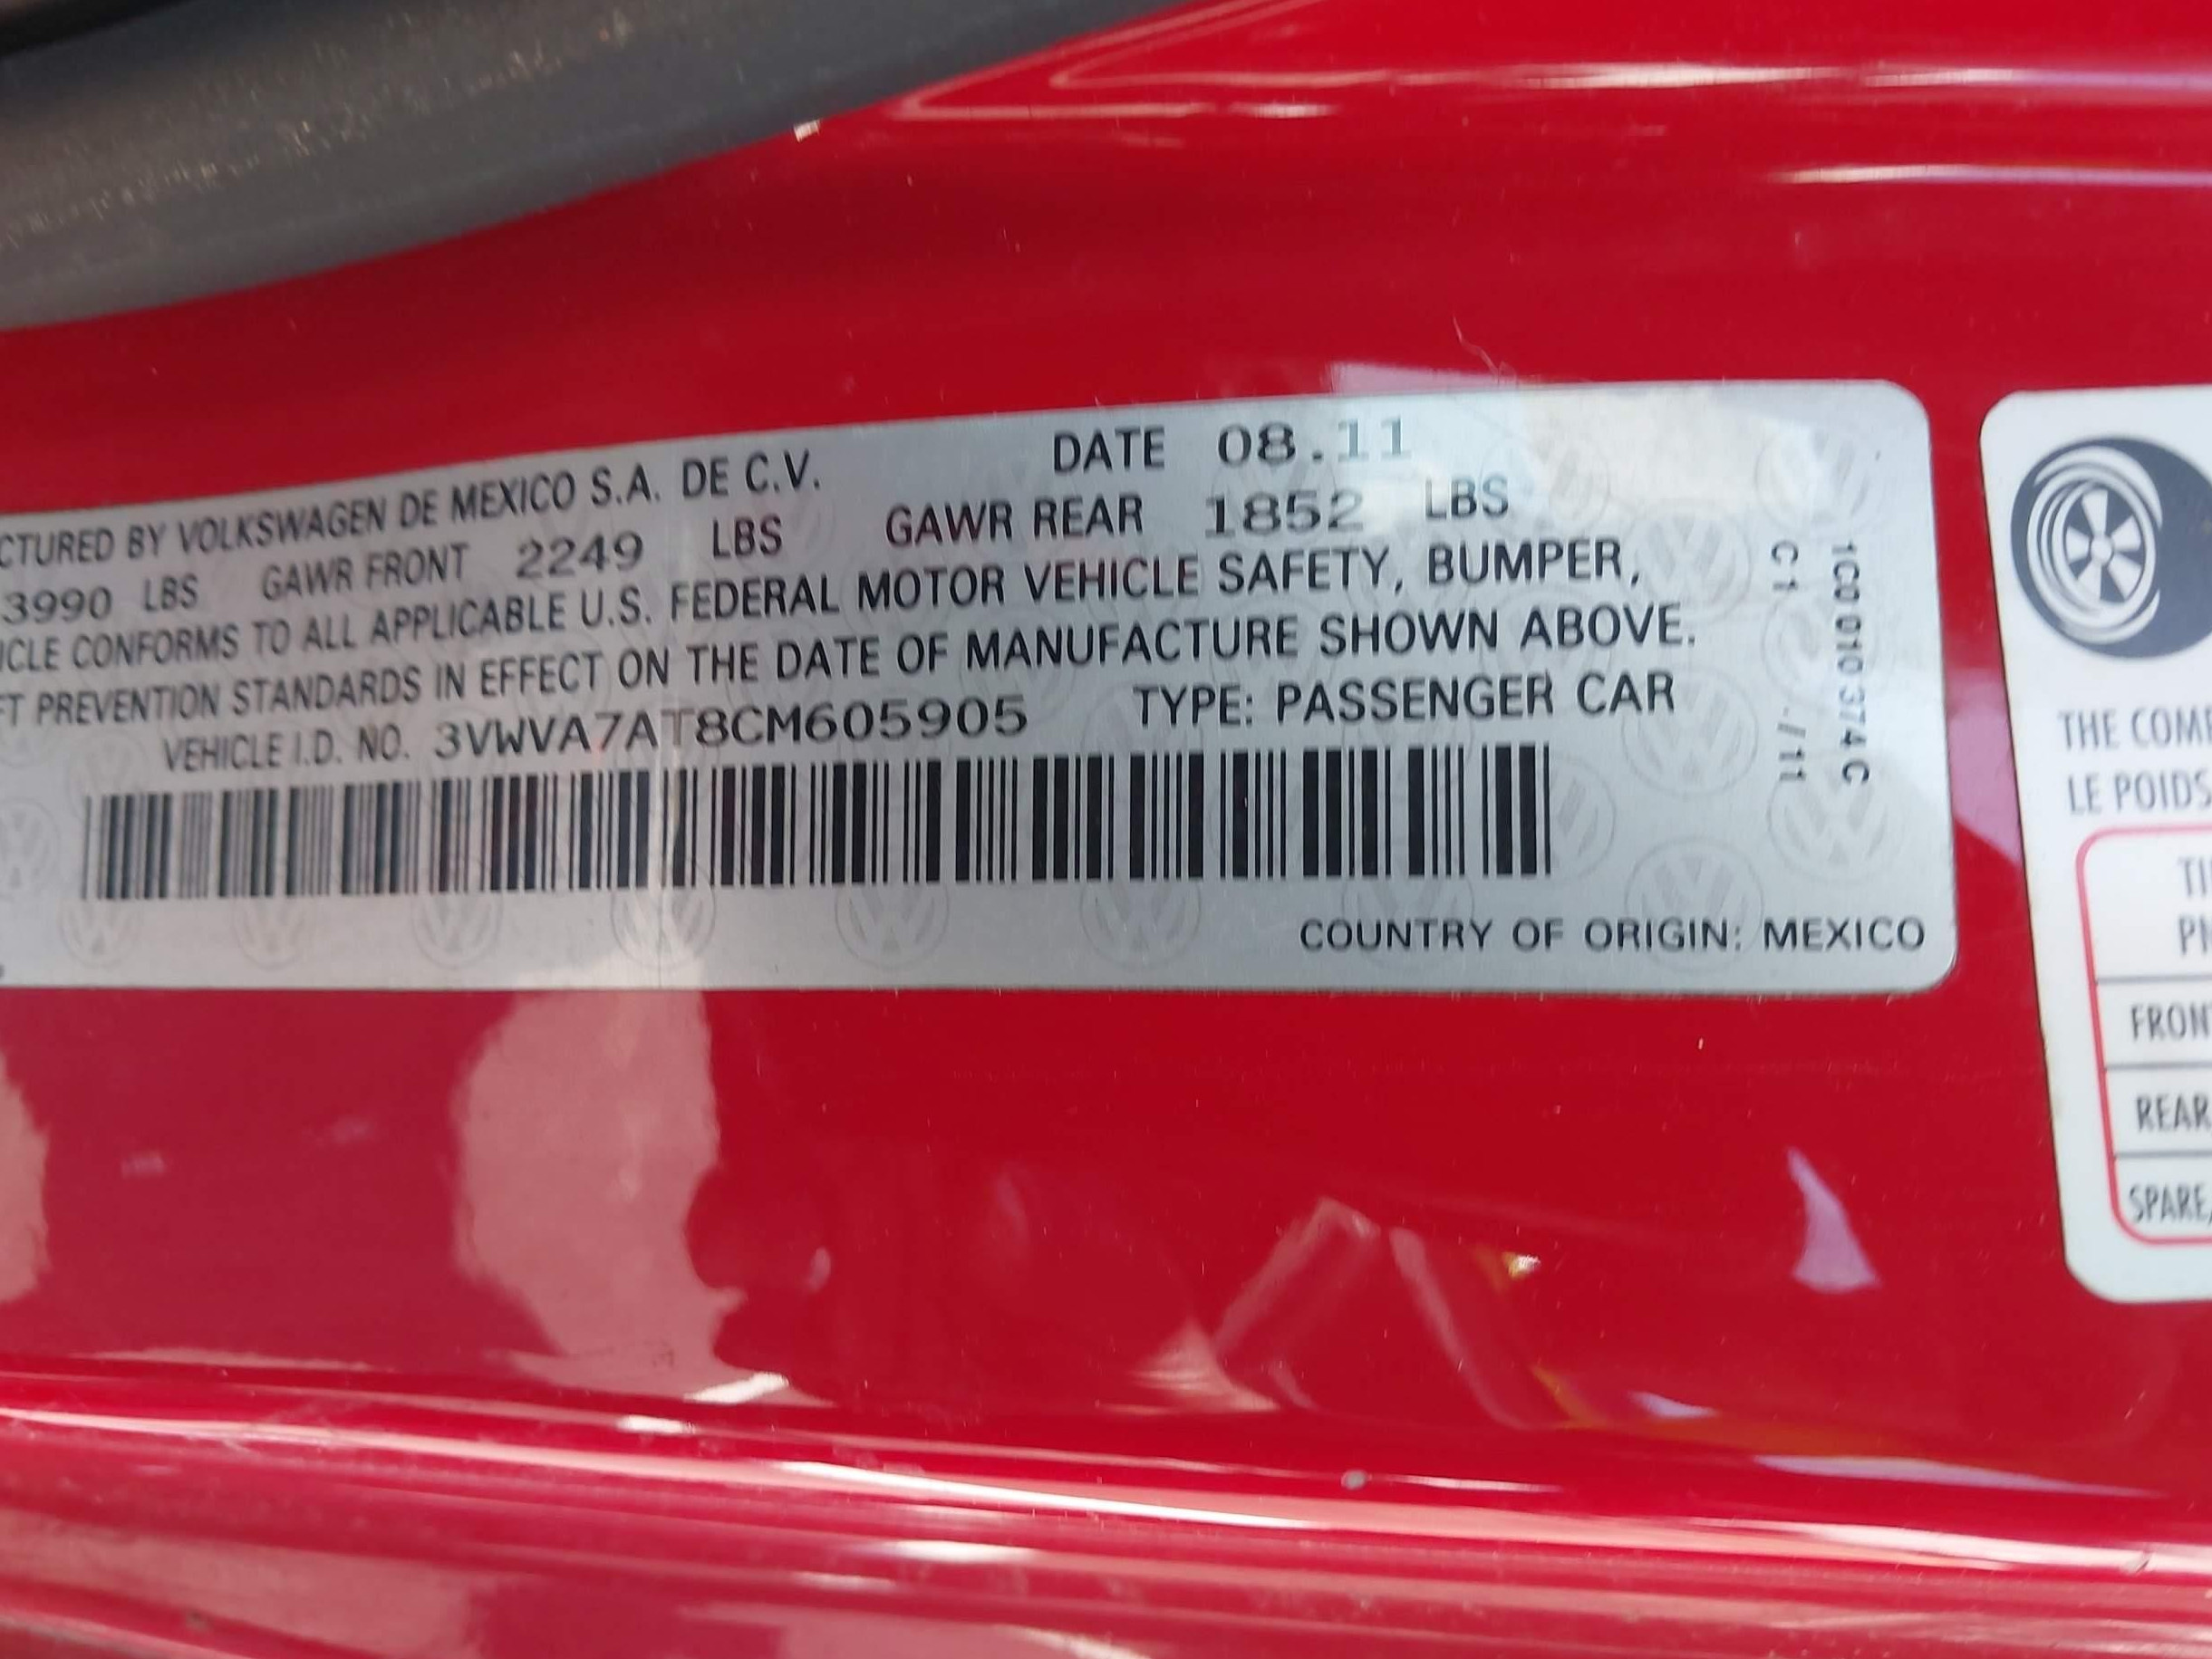 CTURED BY VOLKSWAGEN DE MEXICO S.A. DE C.V. DATE 08.11
3990 LBS GAWR FRONT 2249 LBS GAWR REAR 1852 LBS
ICLE CONFORMS TO ALL APPLICABLE U.S. FEDERAL MOTOR VEHICLE SAFETY, BUMPER,
FT PREVENTION STANDARDS IN EFFECT ON THE DATE OF MANUFACTURE SHOWN ABOVE.
VEHICLE I.D. NO. 3VWVA7AT8CM605905 TYPE: PASSENGER CAR
COUNTRY OF ORIGIN: MEXICO
1C0 010 374 C
C1 ./11
THE COM
LE POIDS
TI
FRON
REAR
SPARE